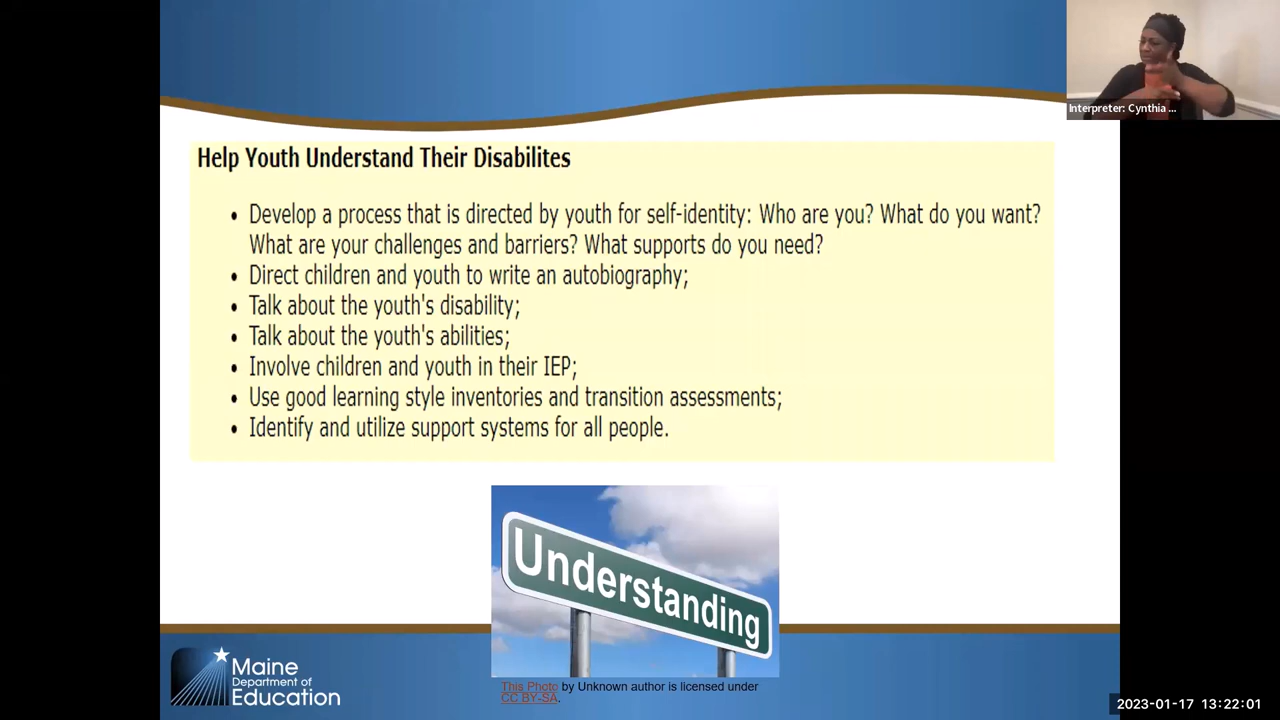 Interpreter: Cynthia ...
Help Youth Understand Their Disabilites
• Develop a process that is directed by youth for self-identity: Who are you? What do you want?
What are your challenges and barriers? What supports do you need?
• Direct children and youth to write an autobiography;
• Talk about the youth's disability;
• Talk about the youth's abilities;
• Involve children and youth in their IEP;
• Use good learning style inventories and transition assessments;
• Identify and utilize support systems for all people.
Understanding
This Photo by Unknown author is licensed under
CC BY-SA.
Maine
Department of
Education
2023-01-17 13:22:01